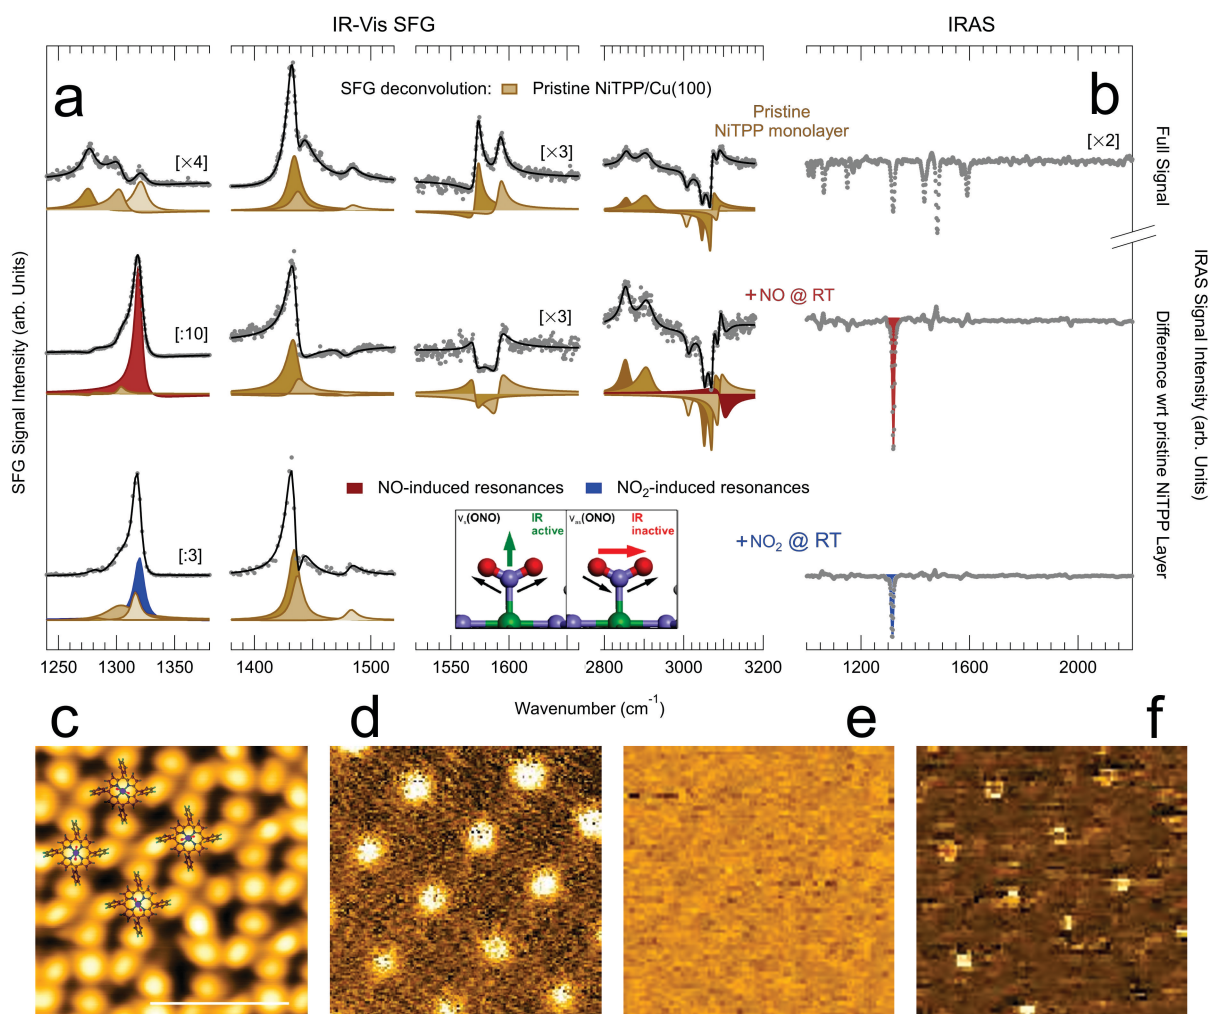 IR-Vis SFG
IRAS
a
SFG deconvolution: Pristine NiTPP/Cu(100)
b
Pristine
NiTPP monolayer
[×4]
[×3]
[×2]
Full Signal
SFG Signal Intensity (arb. Units)
+NO @ RT
[:10]
[×3]
IRAS Signal Intensity (arb. Units)
Difference wrt pristine NiTPP Layer
NO-induced resonances NO2-induced resonances
νs(ONO) IR
active
νas(ONO) IR
inactive
+NO2 @ RT
[:3]
1250 1300 1350 1400 1500 1550 1600 2800 3000 3200 1200 1600 2000
Wavenumber (cm-1)
c d e f